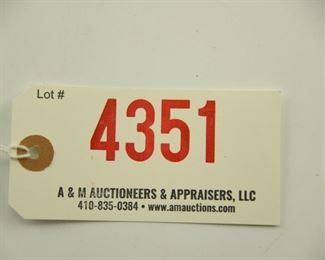 Lot #
4351
A & M AUCTIONEERS & APPRAISERS, LLC
410-835-0384 • www.amauctions.com